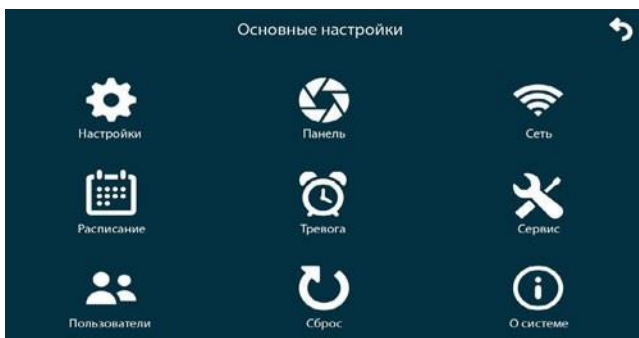 Основные настройки
Настройки
Панель
Сеть
Расписание
Тревога
Сервис
Пользователи
Сброс
О системе